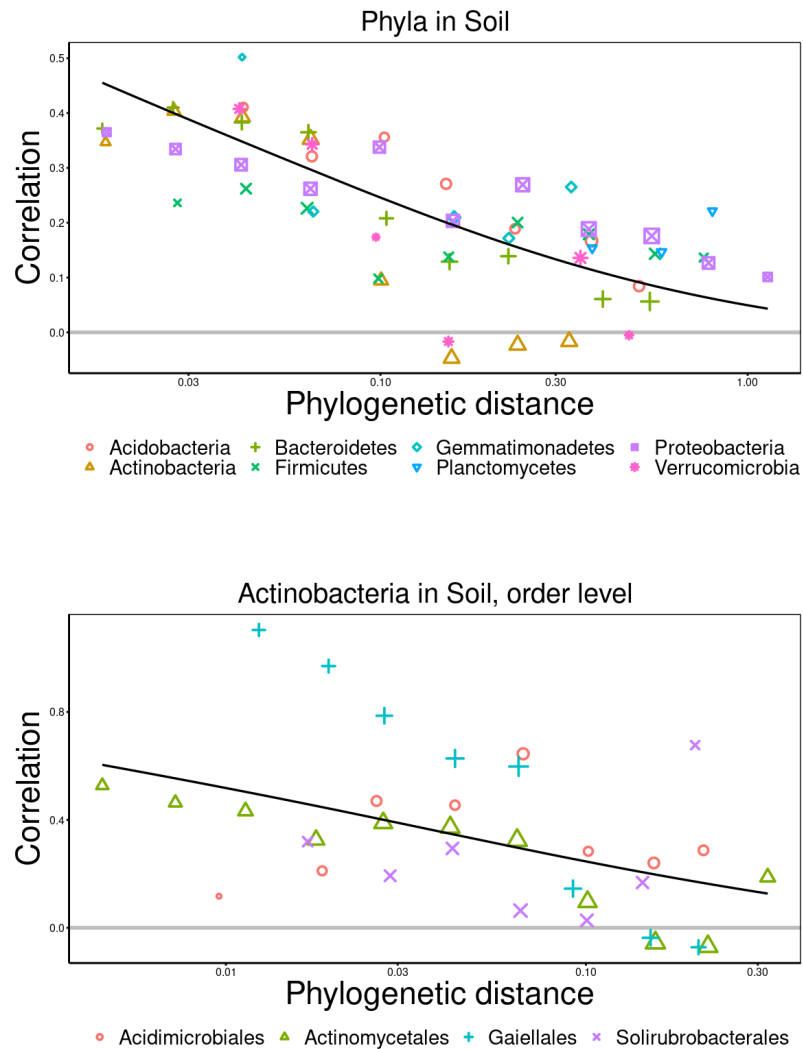 Phyla in Soil
0.5
0.4
0.3
0.2
0.1
0.0
Correlation
0.03
0.10
0.30
1.00
Phylogenetic distance
Acidobacteria
Bacteroidetes
Gemmatimonadetes
Proteobacteria
Actinobacteria
Firmicutes
Planctomycetes
Verrucomicrobia
Actinobacteria in Soil, order level
0.8
0.4
0.0
Correlation
0.01
0.03
0.10
0.30
Phylogenetic distance
Acidimicrobiales
Actinomycetales
Gaiellales
Solirubrobacterales